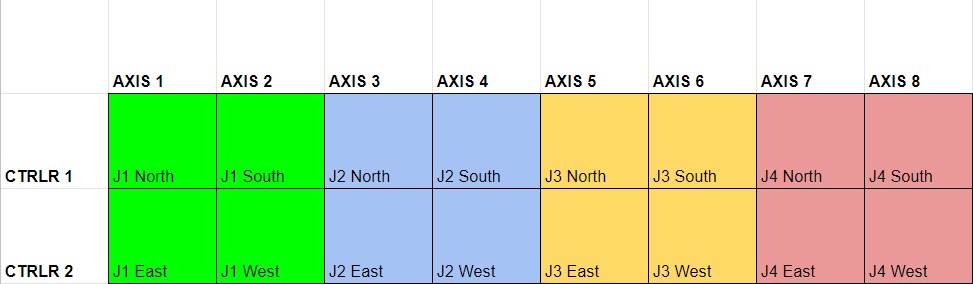 AXIS 1 AXIS 2 AXIS 3 AXIS 4 AXIS 5 AXIS 6 AXIS 7 AXIS 8
CTRLR 1 J1 North J1 South J2 North J2 South J3 North J3 South J4 North J4 South
CTRLR 2 J1 East J1 West J2 East J2 West J3 East J3 West J4 East J4 West